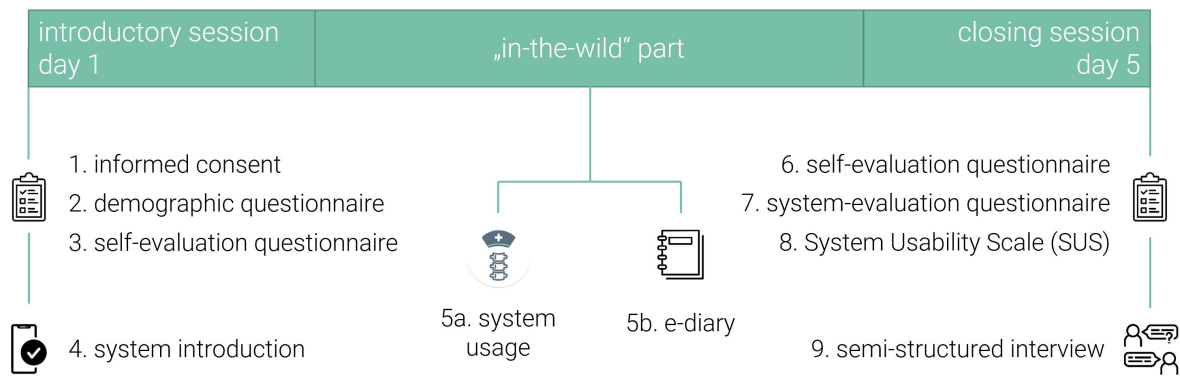 introductory session
day 1
„in-the-wild“ part
closing session
day 5
1. informed consent
2. demographic questionnaire
3. self-evaluation questionnaire
4. system introduction
5a. system
usage
5b. e-diary
6. self-evaluation questionnaire
7. system-evaluation questionnaire
8. System Usability Scale (SUS)
9. semi-structured interview